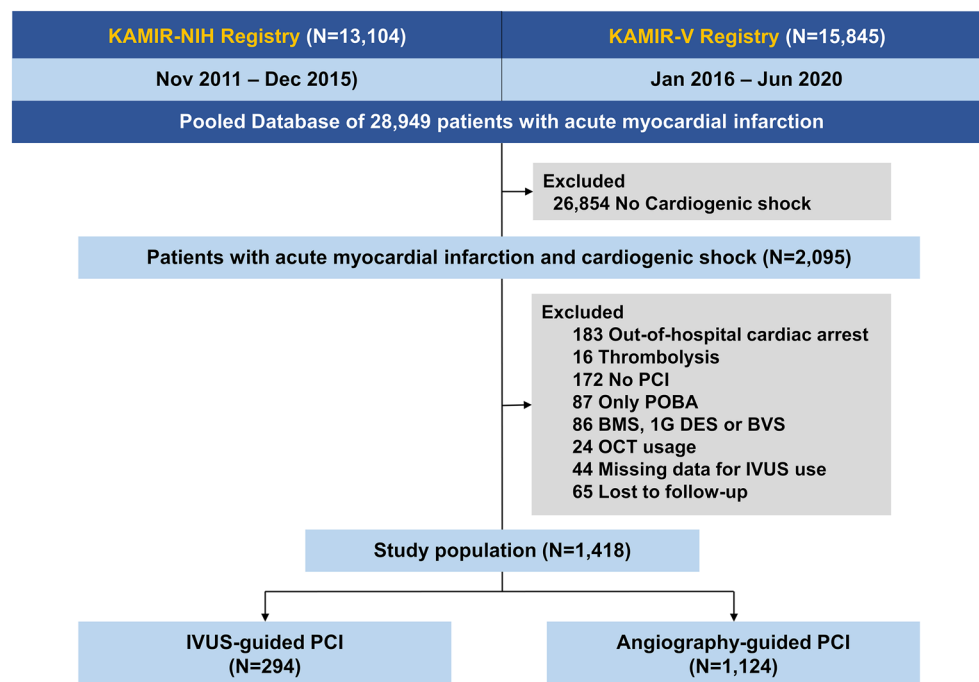 KAMIR-NIH Registry (N=13,104)
KAMIR-V Registry (N=15,845)
Nov 2011 – Dec 2015)
Jan 2016 – Jun 2020
Pooled Database of 28,949 patients with acute myocardial infarction
Excluded
26,854 No Cardiogenic shock
Patients with acute myocardial infarction and cardiogenic shock (N=2,095)
Excluded
183 Out-of-hospital cardiac arrest
16 Thrombolysis
172 No PCI
87 Only POBA
86 BMS, 1G DES or BVS
24 OCT usage
44 Missing data for IVUS use
65 Lost to follow-up
Study population (N=1,418)
IVUS-guided PCI
(N=294)
Angiography-guided PCI
(N=1,124)